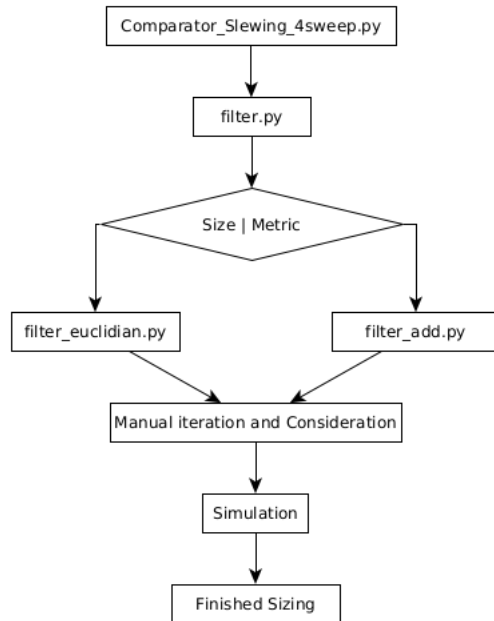 Comparator_Slewing_4sweep.py
filter.py
Size | Metric
filter_euclidian.py
filter_add.py
Manual iteration and Consideration
Simulation
Finished Sizing